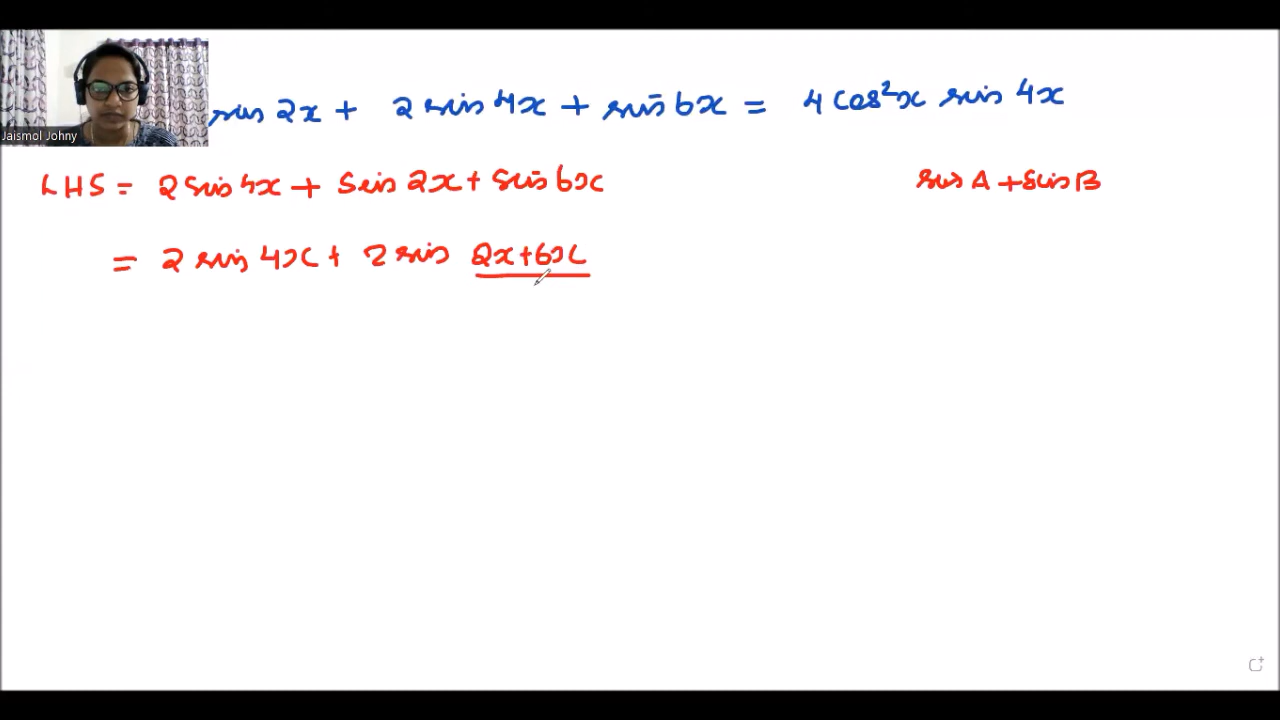 sin 2x + 2 sin 4x + sin 6x = 4 cos²x sin 4x
Jaismol Johny
LHS = 2 sin 4x + sin 2x + sin 6x
sin A + sin B
= 2 sin 4x + 2 sin 2x+6x